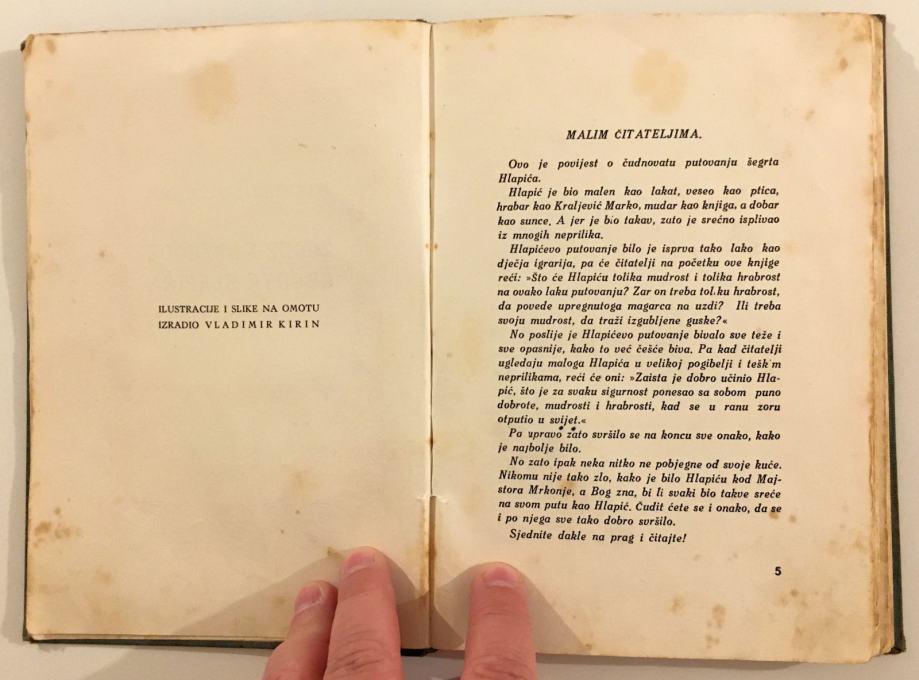 ILUSTRACIJE I SLIKE NA OMOTU
IZRADIO VLADIMIR KIRIN
MALIM ČITATELJIMA.
Ovo je povijest o čudnovatu putovanju šegrta
Hlapića.
Hlapić je bio malen kao lakat, veseo kao ptica,
hrabar kao Kraljević Marko, mudar kao knjiga, a dobar
kao sunce. A jer je bio takav, zato je srećno isplivao
iz mnogih neprilika.
Hlapićevo putovanje bilo je isprva tako lako kao
dječja igrarija, pa će čitatelji na početku ove knjige
reći: »Što će Hlapiću tolika mudrost i tolika hrabrost
na ovako laku putovanju? Zar on treba tol.ku hrabrost,
da povede upregnutoga magarca na uzdi? Ili treba
svoju mudrost, da traži izgubljene guske?«
No poslije je Hlapićevo putovanje bivalo sve teže i
sve opasnije, kako to već češće biva. Pa kad čitatelji
ugledaju maloga Hlapića u velikoj pogibelji i tešk'm
neprilikama, reći će oni: »Zaista je dobro učinio Hla-
pić, što je za svaku sigurnost ponesao sa sobom puno
dobrote, mudrosti i hrabrosti, kad se u ranu zoru
otputio u svijet.«
Pa upravo zato svršilo se na koncu sve onako, kako
je najbolje bilo.
No zato ipak neka nitko ne pobjegne od svoje kuće.
Nikomu nije tako zlo, kako je bilo Hlapiću kod Maj-
stora Mrkonje, a Bog zna, bi li svaki bio takve sreće
na svom putu kao Hlapić. Čudit ćete se i onako, da se
i po njega sve tako dobro svršilo.
Sjednite dakle na prag i čitajte!
5